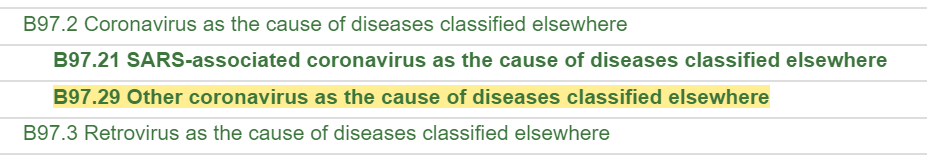 B97.2 Coronavirus as the cause of diseases classified elsewhere
B97.21 SARS-associated coronavirus as the cause of diseases classified elsewhere
B97.29 Other coronavirus as the cause of diseases classified elsewhere
B97.3 Retrovirus as the cause of diseases classified elsewhere